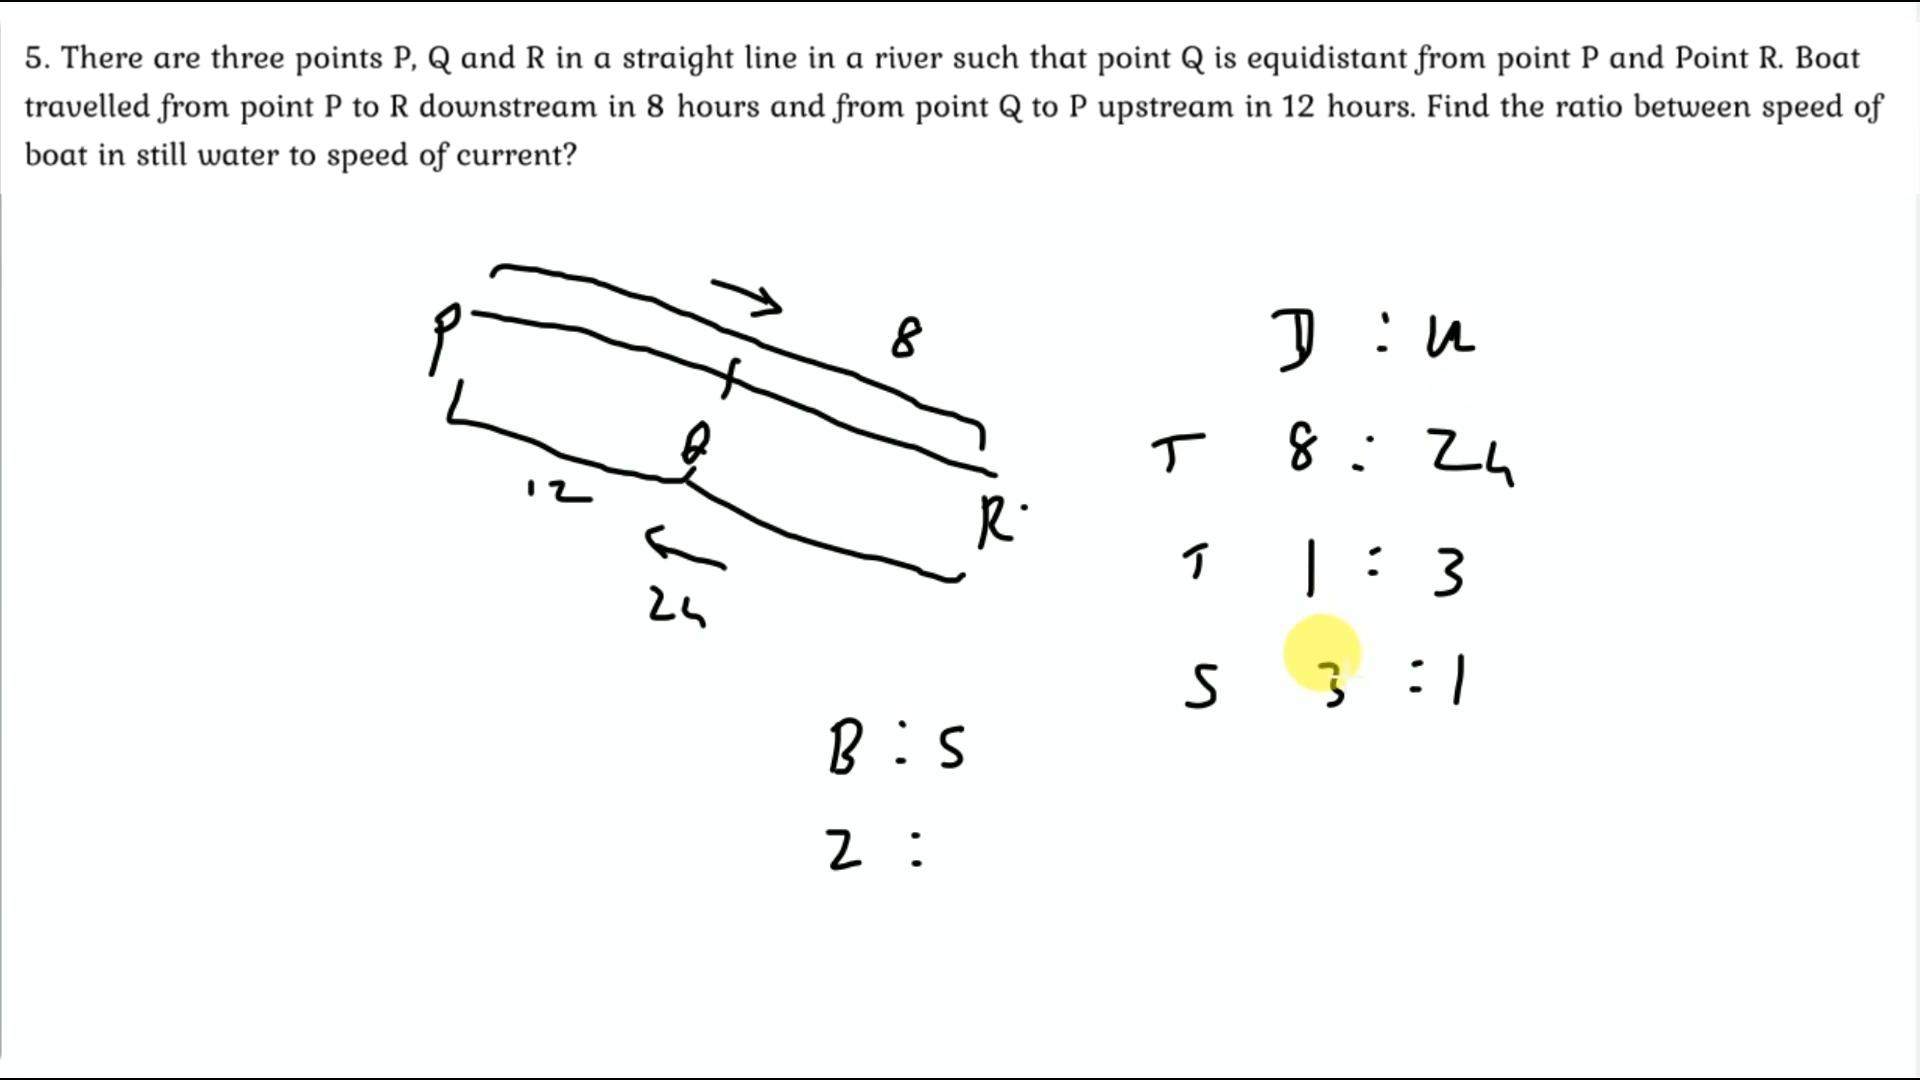 5. There are three points P, Q and R in a straight line in a river such that point Q is equidistant from point P and Point R. Boat
travelled from point P to R downstream in 8 hours and from point Q to P upstream in 12 hours. Find the ratio between speed of
boat in still water to speed of current?
P
8
Q
12
R
24
D : u
T 8 : 24
T 1 : 3
S 3 : 1
B : S
2 :